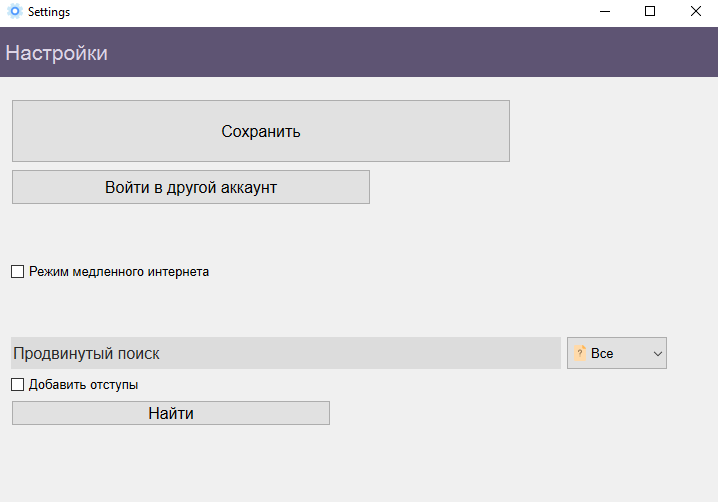 Settings
Настройки
Сохранить
Войти в другой аккаунт
Режим медленного интернета
Продвинутый поиск
? Все
Добавить отступы
Найти